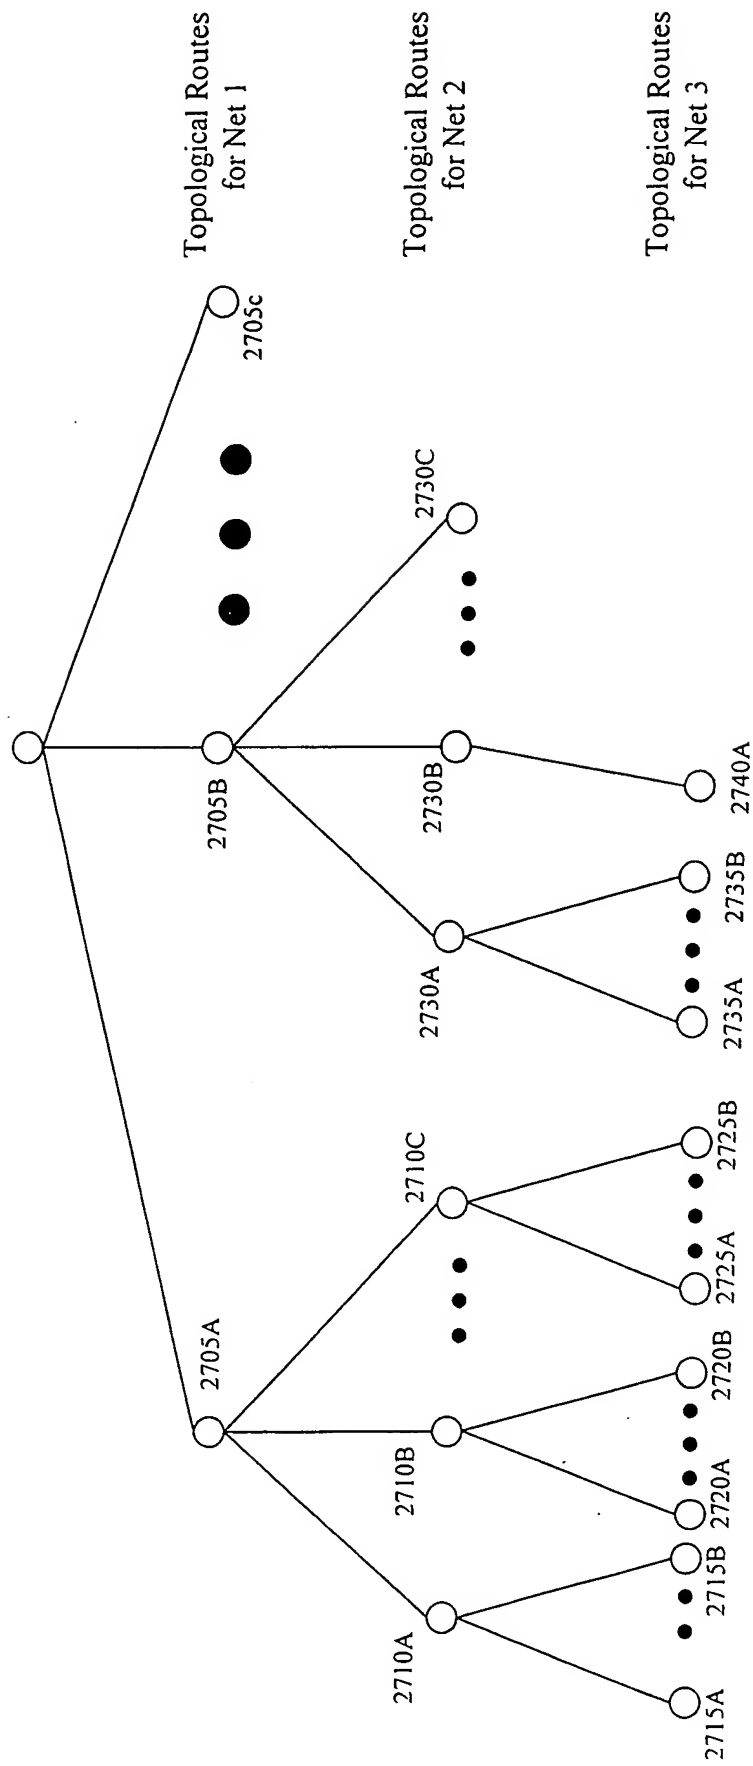 Topological Routes
for Net 1
Topological Routes
for Net 2
Topological Routes
for Net 3
2705A
2705B
2705c
2710A
2710B
2710C
2730A
2730B
2730C
2715A
2715B
2720A
2720B
2725A
2725B
2735A
2735B
2740A